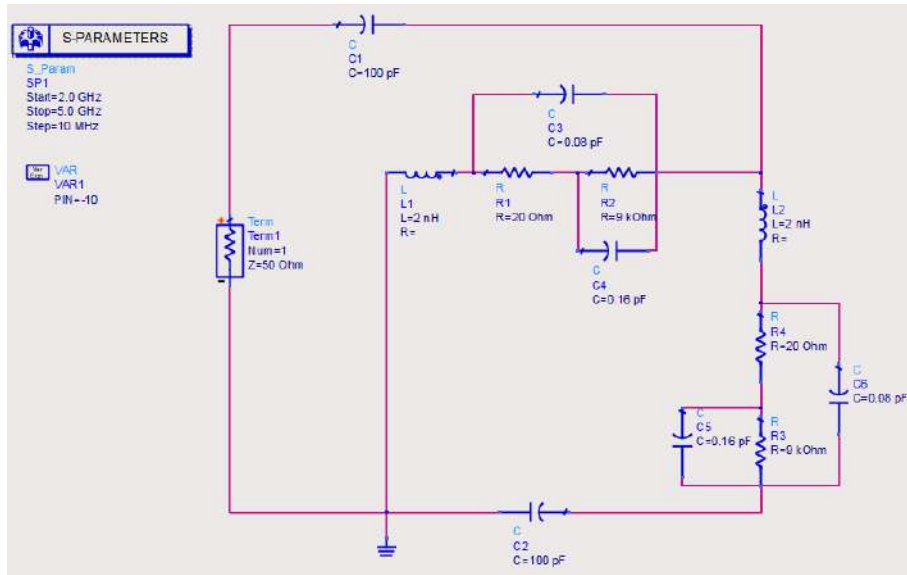 S-PARAMETERS
S_Param
SP1
Start=2.0 GHz
Stop=5.0 GHz
Step=10 MHz
VAR
VAR1
PIN=-10
C
C1
C=100 pF
C
C3
C=0.08 pF
L
L1
L=2 nH
R=
R
R1
R=20 Ohm
R
R2
R=9 kOhm
C
C4
C=0.16 pF
L
L2
L=2 nH
R=
+
Term
Term1
Num=1
Z=50 Ohm
-
R
R4
R=20 Ohm
C
C6
C=0.08 pF
C
C5
C=0.16 pF
R
R3
R=9 kOhm
C
C2
C=100 pF